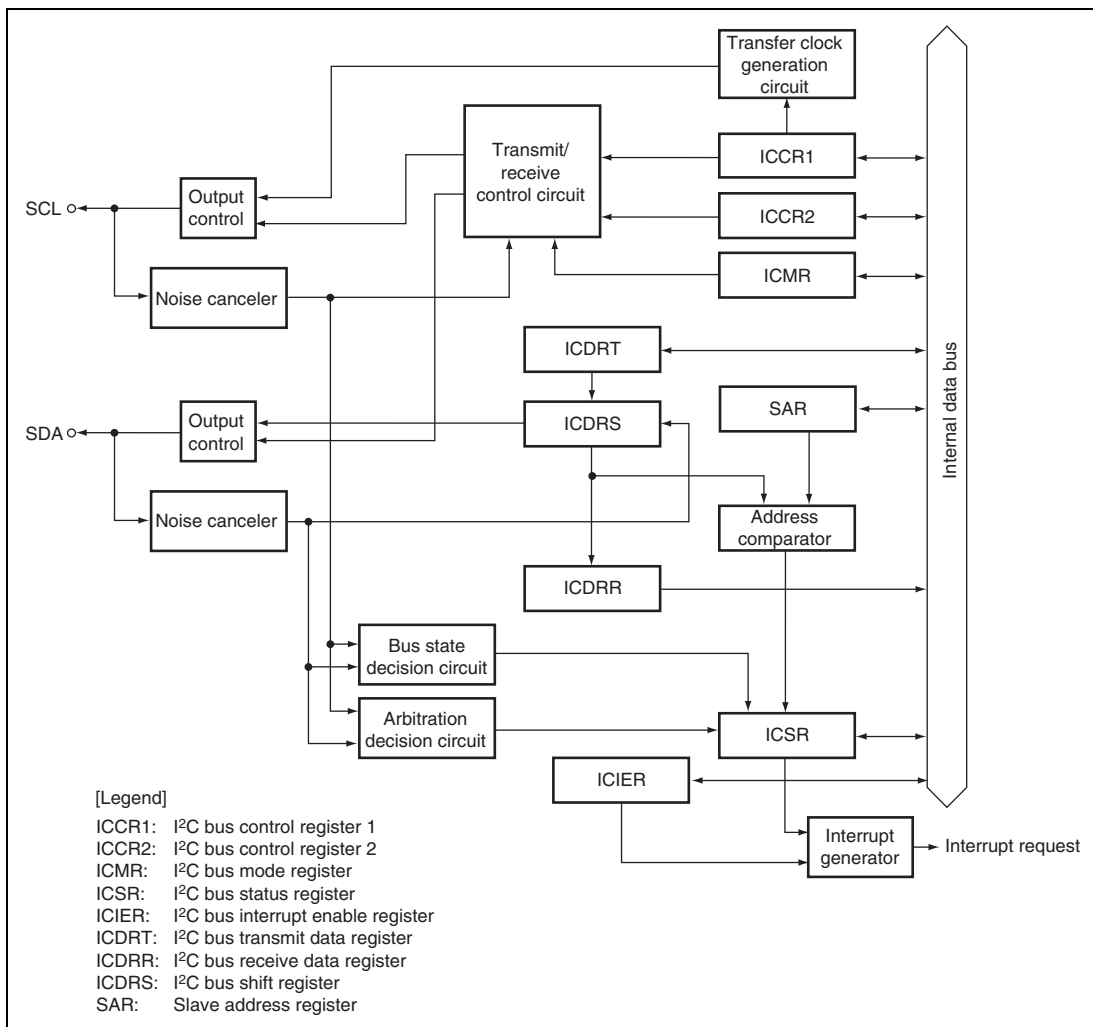 Transfer clock
generation
circuit
Transmit/
receive
control circuit
ICCR1
Output
control
SCL
ICCR2
ICMR
Noise canceler
ICDRT
Internal data bus
SAR
Output
control
SDA
ICDRS
Noise canceler
Address
comparator
ICDRR
Bus state
decision circuit
Arbitration
decision circuit
ICSR
ICIER
Interrupt
generator
Interrupt request
[Legend]
ICCR1: I²C bus control register 1
ICCR2: I²C bus control register 2
ICMR: I²C bus mode register
ICSR: I²C bus status register
ICIER: I²C bus interrupt enable register
ICDRT: I²C bus transmit data register
ICDRR: I²C bus receive data register
ICDRS: I²C bus shift register
SAR: Slave address register